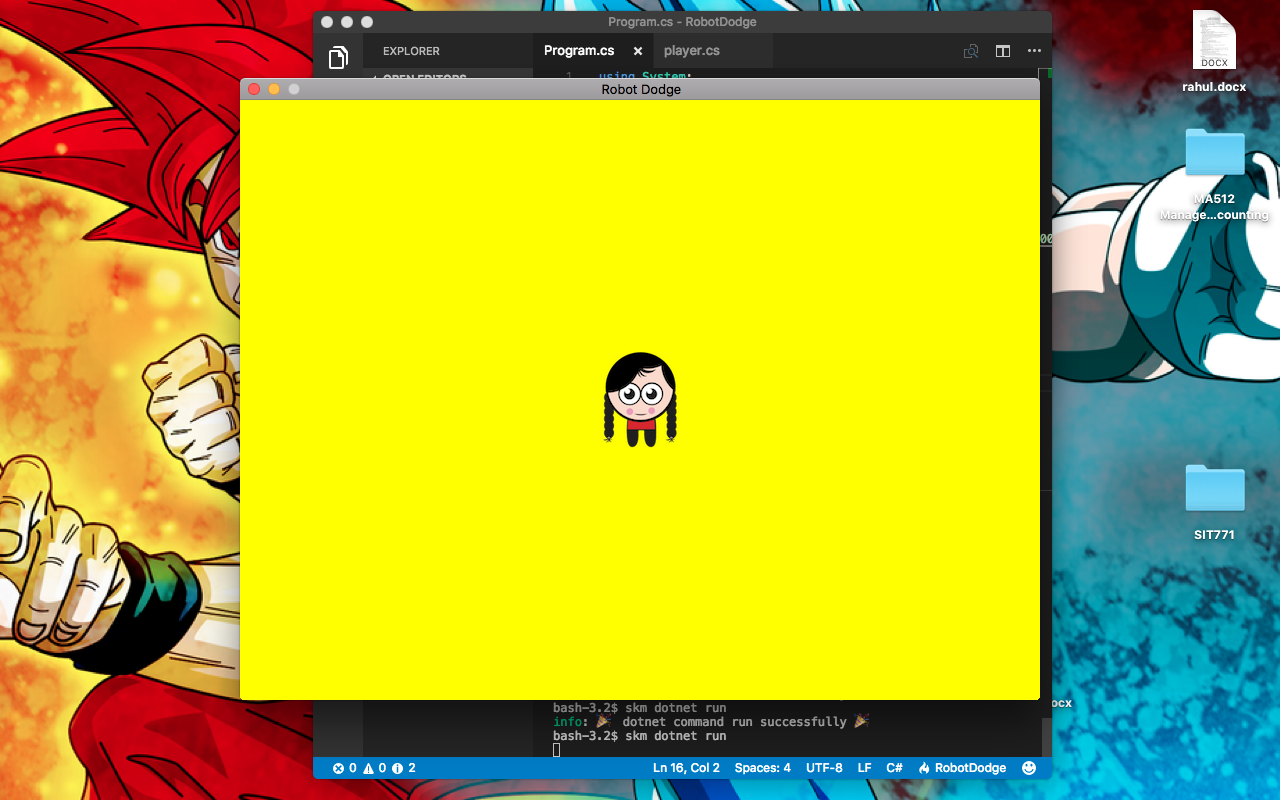 Program.cs - RobotDodge
EXPLORER
Program.cs × player.cs
OPEN EDITORS
1 using System;
Robot Dodge
DOCX
rahul.docx
MA512
Manage...counting
00
SIT771
ocx
bash-3.2$ skm dotnet run
info: 🎉 dotnet command run successfully 🎉
bash-3.2$ skm dotnet run
0 0 2 Ln 16, Col 2 Spaces: 4 UTF-8 LF C# RobotDodge